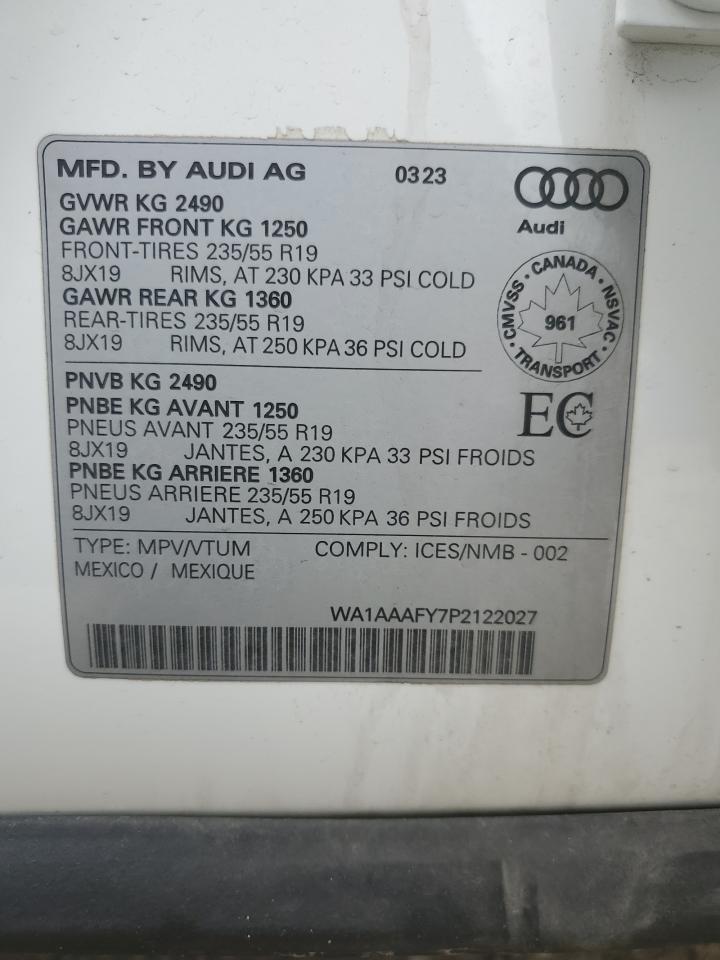 MFD. BY AUDI AG 0323
Audi
GVWR KG 2490
GAWR FRONT KG 1250
FRONT-TIRES 235/55 R19
8JX19 RIMS, AT 230 KPA 33 PSI COLD
GAWR REAR KG 1360
REAR-TIRES 235/55 R19
8JX19 RIMS, AT 250 KPA 36 PSI COLD
CMVSS · CANADA · NSVAC · TRANSPORT ·
961
PNVB KG 2490
PNBE KG AVANT 1250
PNEUS AVANT 235/55 R19
8JX19 JANTES, A 230 KPA 33 PSI FROIDS
PNBE KG ARRIERE 1360
PNEUS ARRIERE 235/55 R19
8JX19 JANTES, A 250 KPA 36 PSI FROIDS
EC
TYPE: MPV/VTUM COMPLY: ICES/NMB - 002
MEXICO / MEXIQUE
WA1AAAFY7P2122027